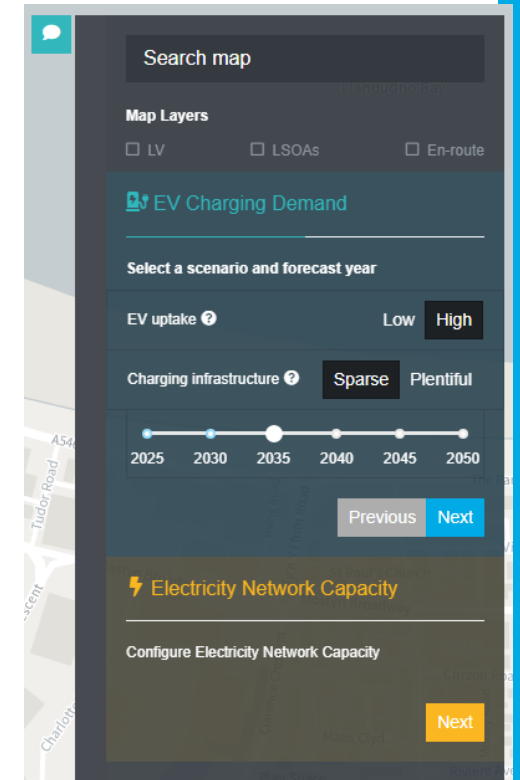 Search map
Llandudno Bay
Map Layers
LV LSOAs En-route
EV Charging Demand
Select a scenario and forecast year
EV uptake ? Low High
Charging infrastructure ? Sparse Plentiful
2025 2030 2035 2040 2045 2050
Previous Next
Electricity Network Capacity
Configure Electricity Network Capacity
Next
Tudor Road